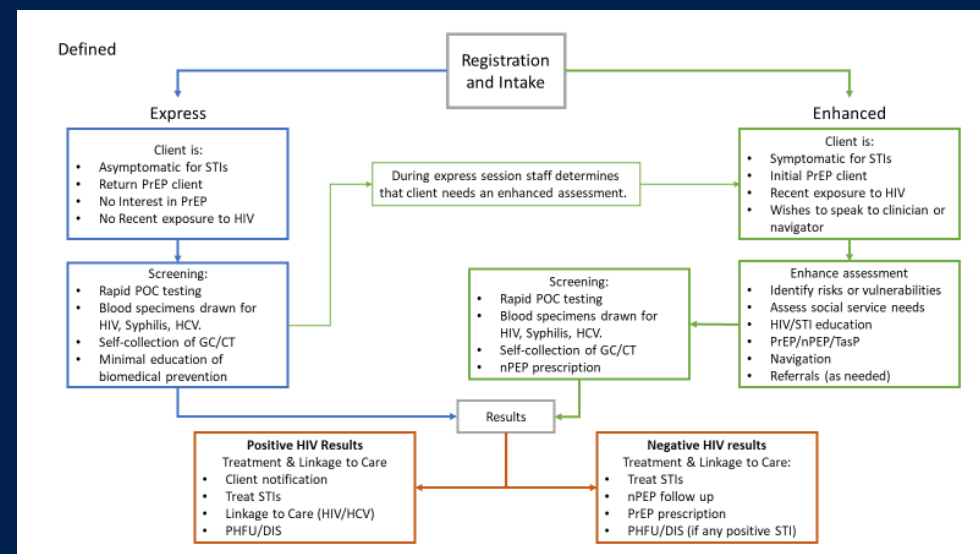 Defined
Registration
and Intake
Express
Client is:
• Asymptomatic for STIs
• Return PrEP client
• No Interest in PrEP
• No Recent exposure to HIV
Enhanced
Client is:
• Symptomatic for STIs
• Initial PrEP client
• Recent exposure to HIV
• Wishes to speak to clinician or
navigator
During express session staff determines
that client needs an enhanced assessment.
Screening:
• Rapid POC testing
• Blood specimens drawn for
HIV, Syphilis, HCV.
• Self-collection of GC/CT
• Minimal education of
biomedical prevention
Screening:
• Rapid POC testing
• Blood specimens drawn for
HIV, Syphilis, HCV.
• Self-collection of GC/CT
• nPEP prescription
Enhance assessment
• Identify risks or vulnerabilities
• Assess social service needs
• HIV/STI education
• PrEP/nPEP/TasP
• Navigation
• Referrals (as needed)
Results
Positive HIV Results
Treatment & Linkage to Care
• Client notification
• Treat STIs
• Linkage to Care (HIV/HCV)
• PHFU/DIS
Negative HIV results
Treatment & Linkage to Care:
• Treat STIs
• nPEP follow up
• PrEP prescription
• PHFU/DIS (if any positive STI)